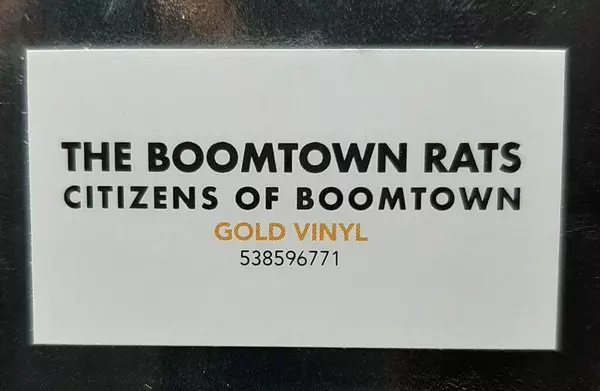 THE BOOMTOWN RATS
CITIZENS OF BOOMTOWN
GOLD VINYL
538596771